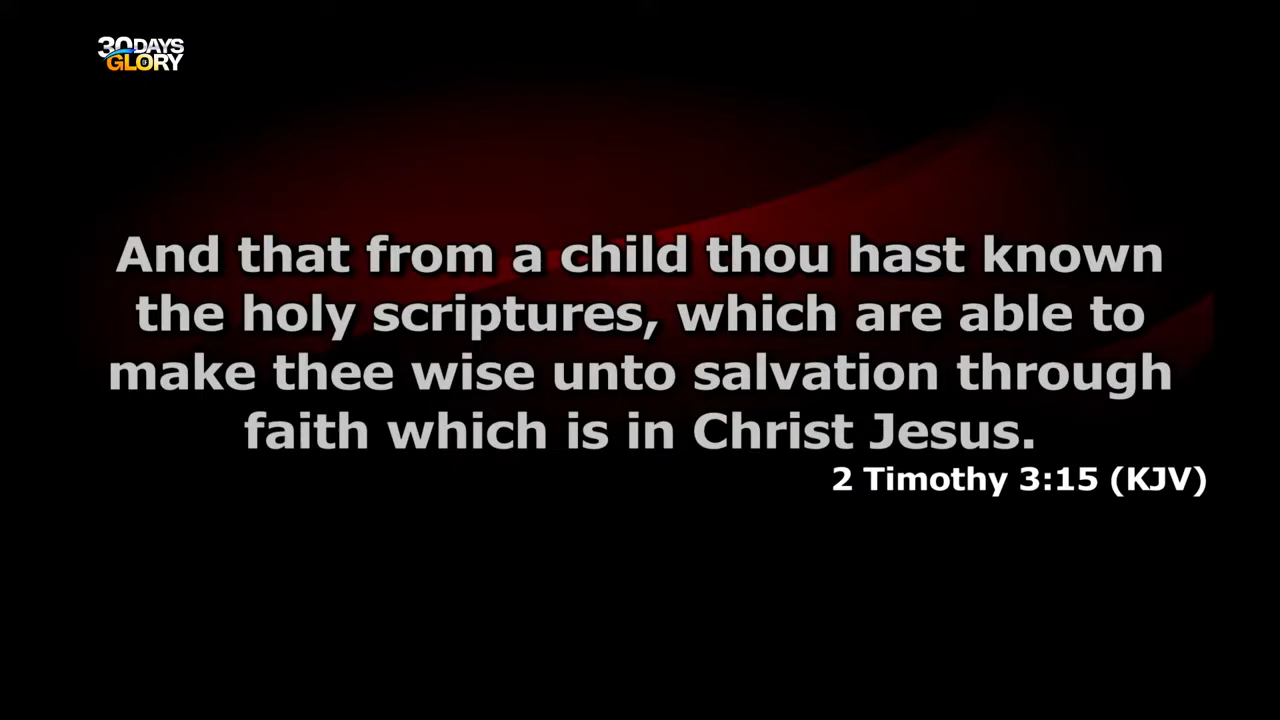 30DAYS
OF
GLORY
And that from a child thou hast known
the holy scriptures, which are able to
make thee wise unto salvation through
faith which is in Christ Jesus.
2 Timothy 3:15 (KJV)